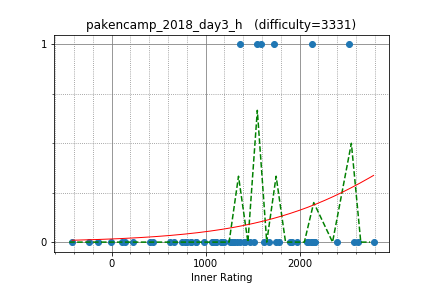 pakencamp_2018_day3_h (difficulty=3331)
1
0
0
1000
2000
Inner Rating